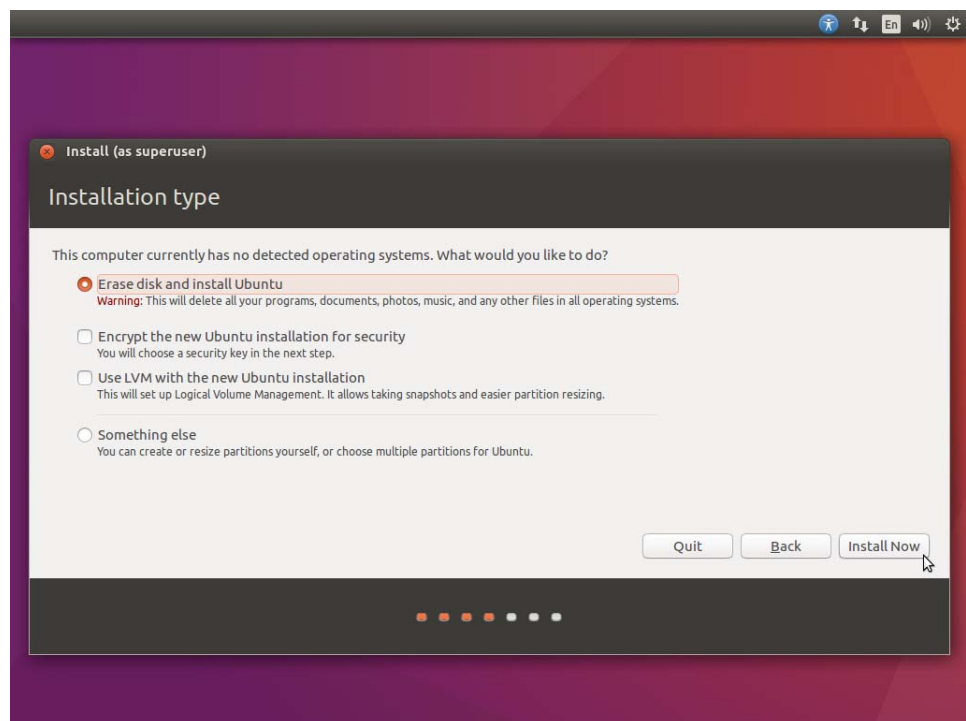 En
Install (as superuser)
Installation type
This computer currently has no detected operating systems. What would you like to do?
Erase disk and install Ubuntu
Warning: This will delete all your programs, documents, photos, music, and any other files in all operating systems.
Encrypt the new Ubuntu installation for security
You will choose a security key in the next step.
Use LVM with the new Ubuntu installation
This will set up Logical Volume Management. It allows taking snapshots and easier partition resizing.
Something else
You can create or resize partitions yourself, or choose multiple partitions for Ubuntu.
Quit Back Install Now